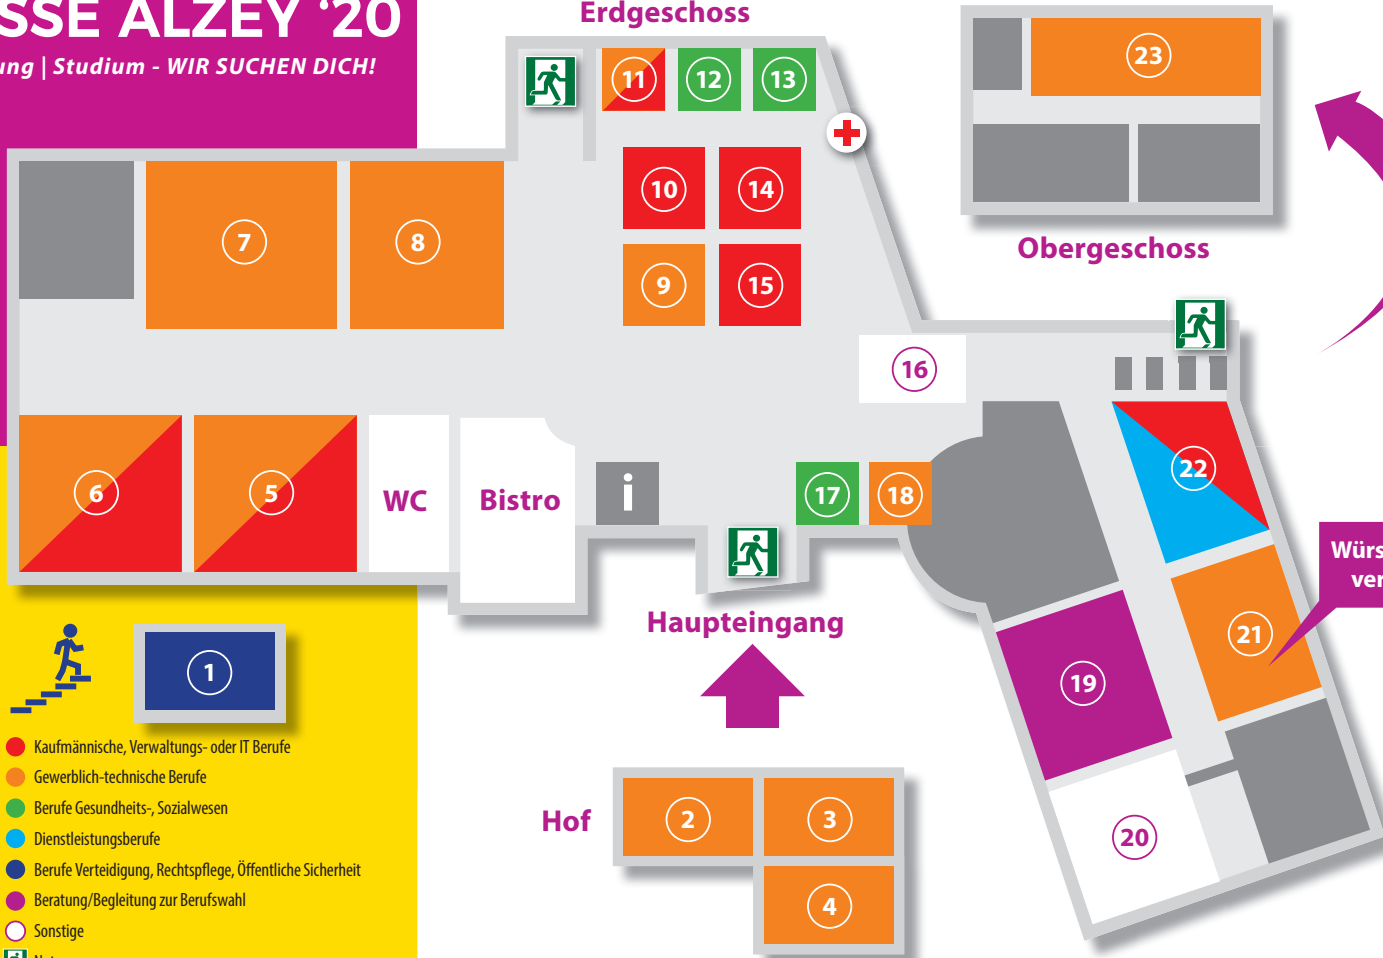 SSE ALZEY ‘20
Studium - WIR SUCHEN DICH!
Erdgeschoss
11
12
13
23
10
14
7
8
9
15
Obergeschoss
16
6
5
WC
Bistro
i
17
18
22
21
Haupteingang
1
19
Hof
2
3
20
4
Kaufmännische, Verwaltungs- oder IT Berufe
Gewerblich-technische Berufe
Berufe Gesundheits-, Sozialwesen
Dienstleistungsberufe
Berufe Verteidigung, Rechtspflege, Öffentliche Sicherheit
Beratung/Begleitung zur Berufswahl
Sonstige